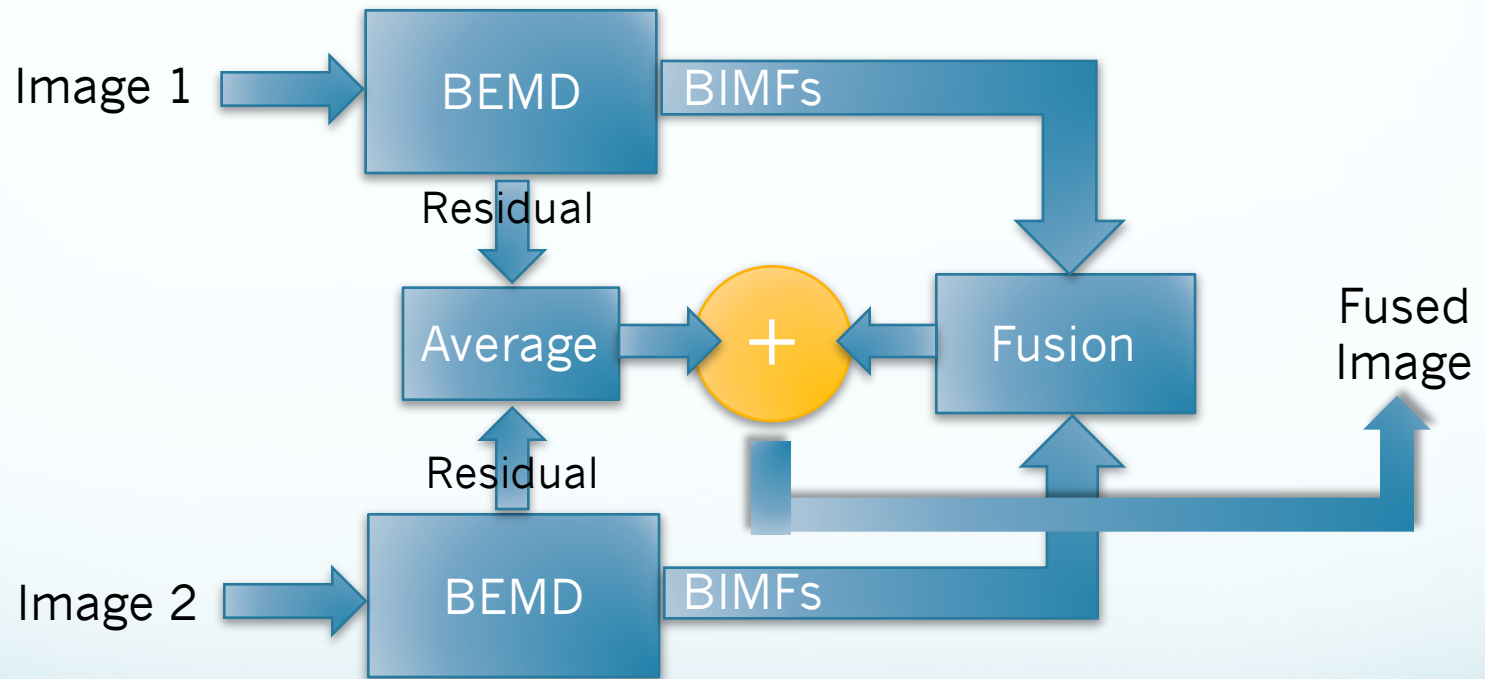 Image 1
BEMD
BIMFs
Residual
Average
+
Fusion
Fused
Image
Residual
Image 2
BEMD
BIMFs